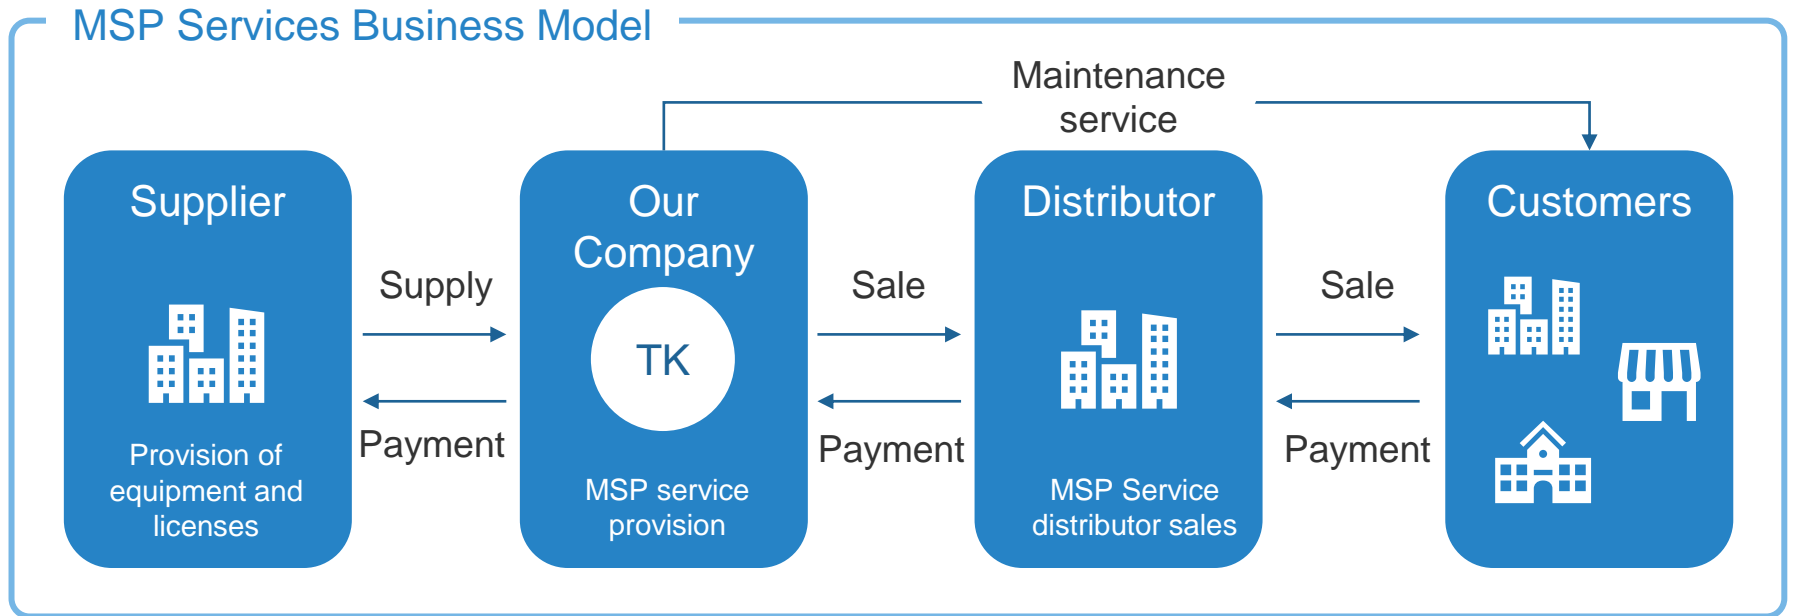 MSP Services Business Model
Maintenance
service
Supplier
Our
Company
Distributor
Customers
Supply
Sale
Sale
TK
Payment
Payment
Payment
Provision of
equipment and
licenses
MSP service
provision
MSP Service
distributor sales